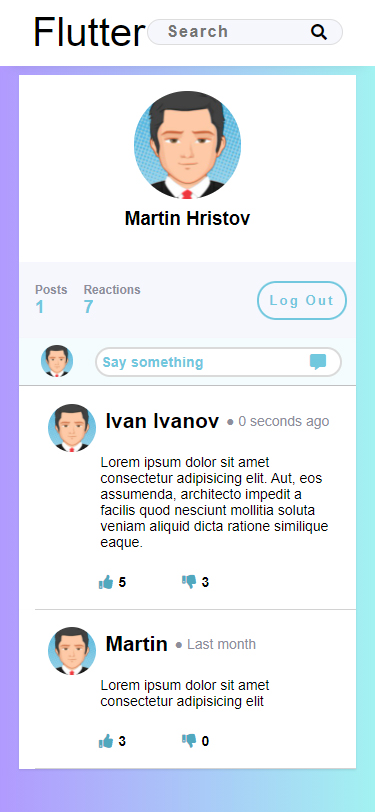 Flutter Search
Martin Hristov
Posts Reactions
1 7
Log Out
Say something
Ivan Ivanov ● 0 seconds ago
Lorem ipsum dolor sit amet
consectetur adipisicing elit. Aut, eos
assumenda, architecto impedit a
facilis quod nesciunt mollitia soluta
veniam aliquid dicta ratione similique
eaque.
5 3
Martin ● Last month
Lorem ipsum dolor sit amet
consectetur adipisicing elit
3 0